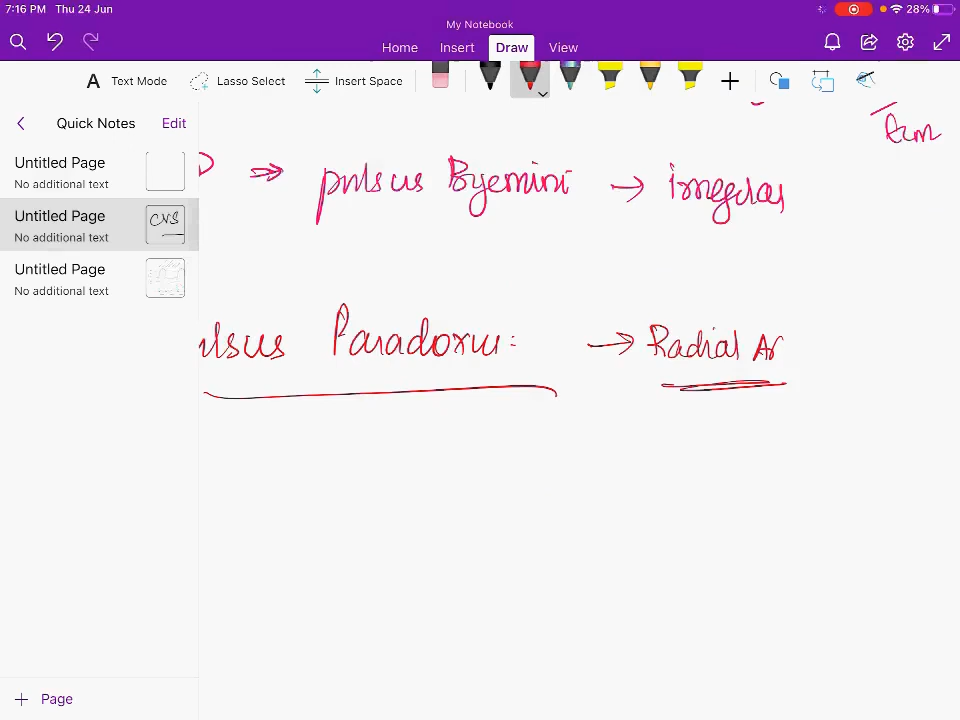 7:16 PM Thu 24 Jun 28%
My Notebook
Home Insert Draw View
A Text Mode Lasso Select Insert Space
Quick Notes Edit
Untitled Page
No additional text
Untitled Page
No additional text
CNS
Untitled Page
No additional text
pulsus Byemini → irregular
ulsus Paradoxu: → Radial Ar
+ Page